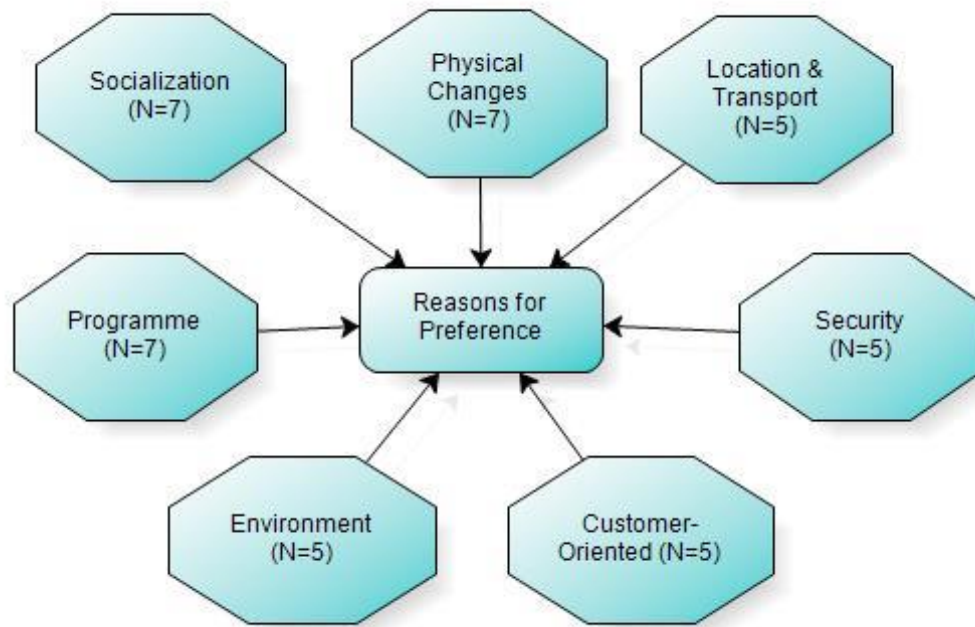 Socialization
(N=7)
Physical
Changes
(N=7)
Location &
Transport
(N=5)
Programme
(N=7)
Reasons for
Preference
Security
(N=5)
Environment
(N=5)
Customer-
Oriented (N=5)